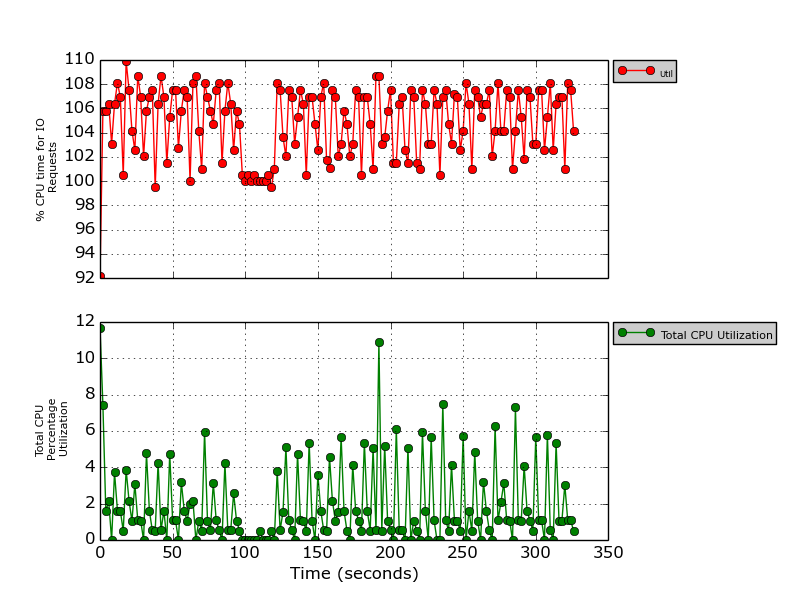 110
108
106
104
102
100
98
96
94
92
% CPU time for IO
Requests
Util
12
10
8
6
4
2
0
Total CPU
Percentage
Utilization
Total CPU Utilization
0 50 100 150 200 250 300 350
Time (seconds)